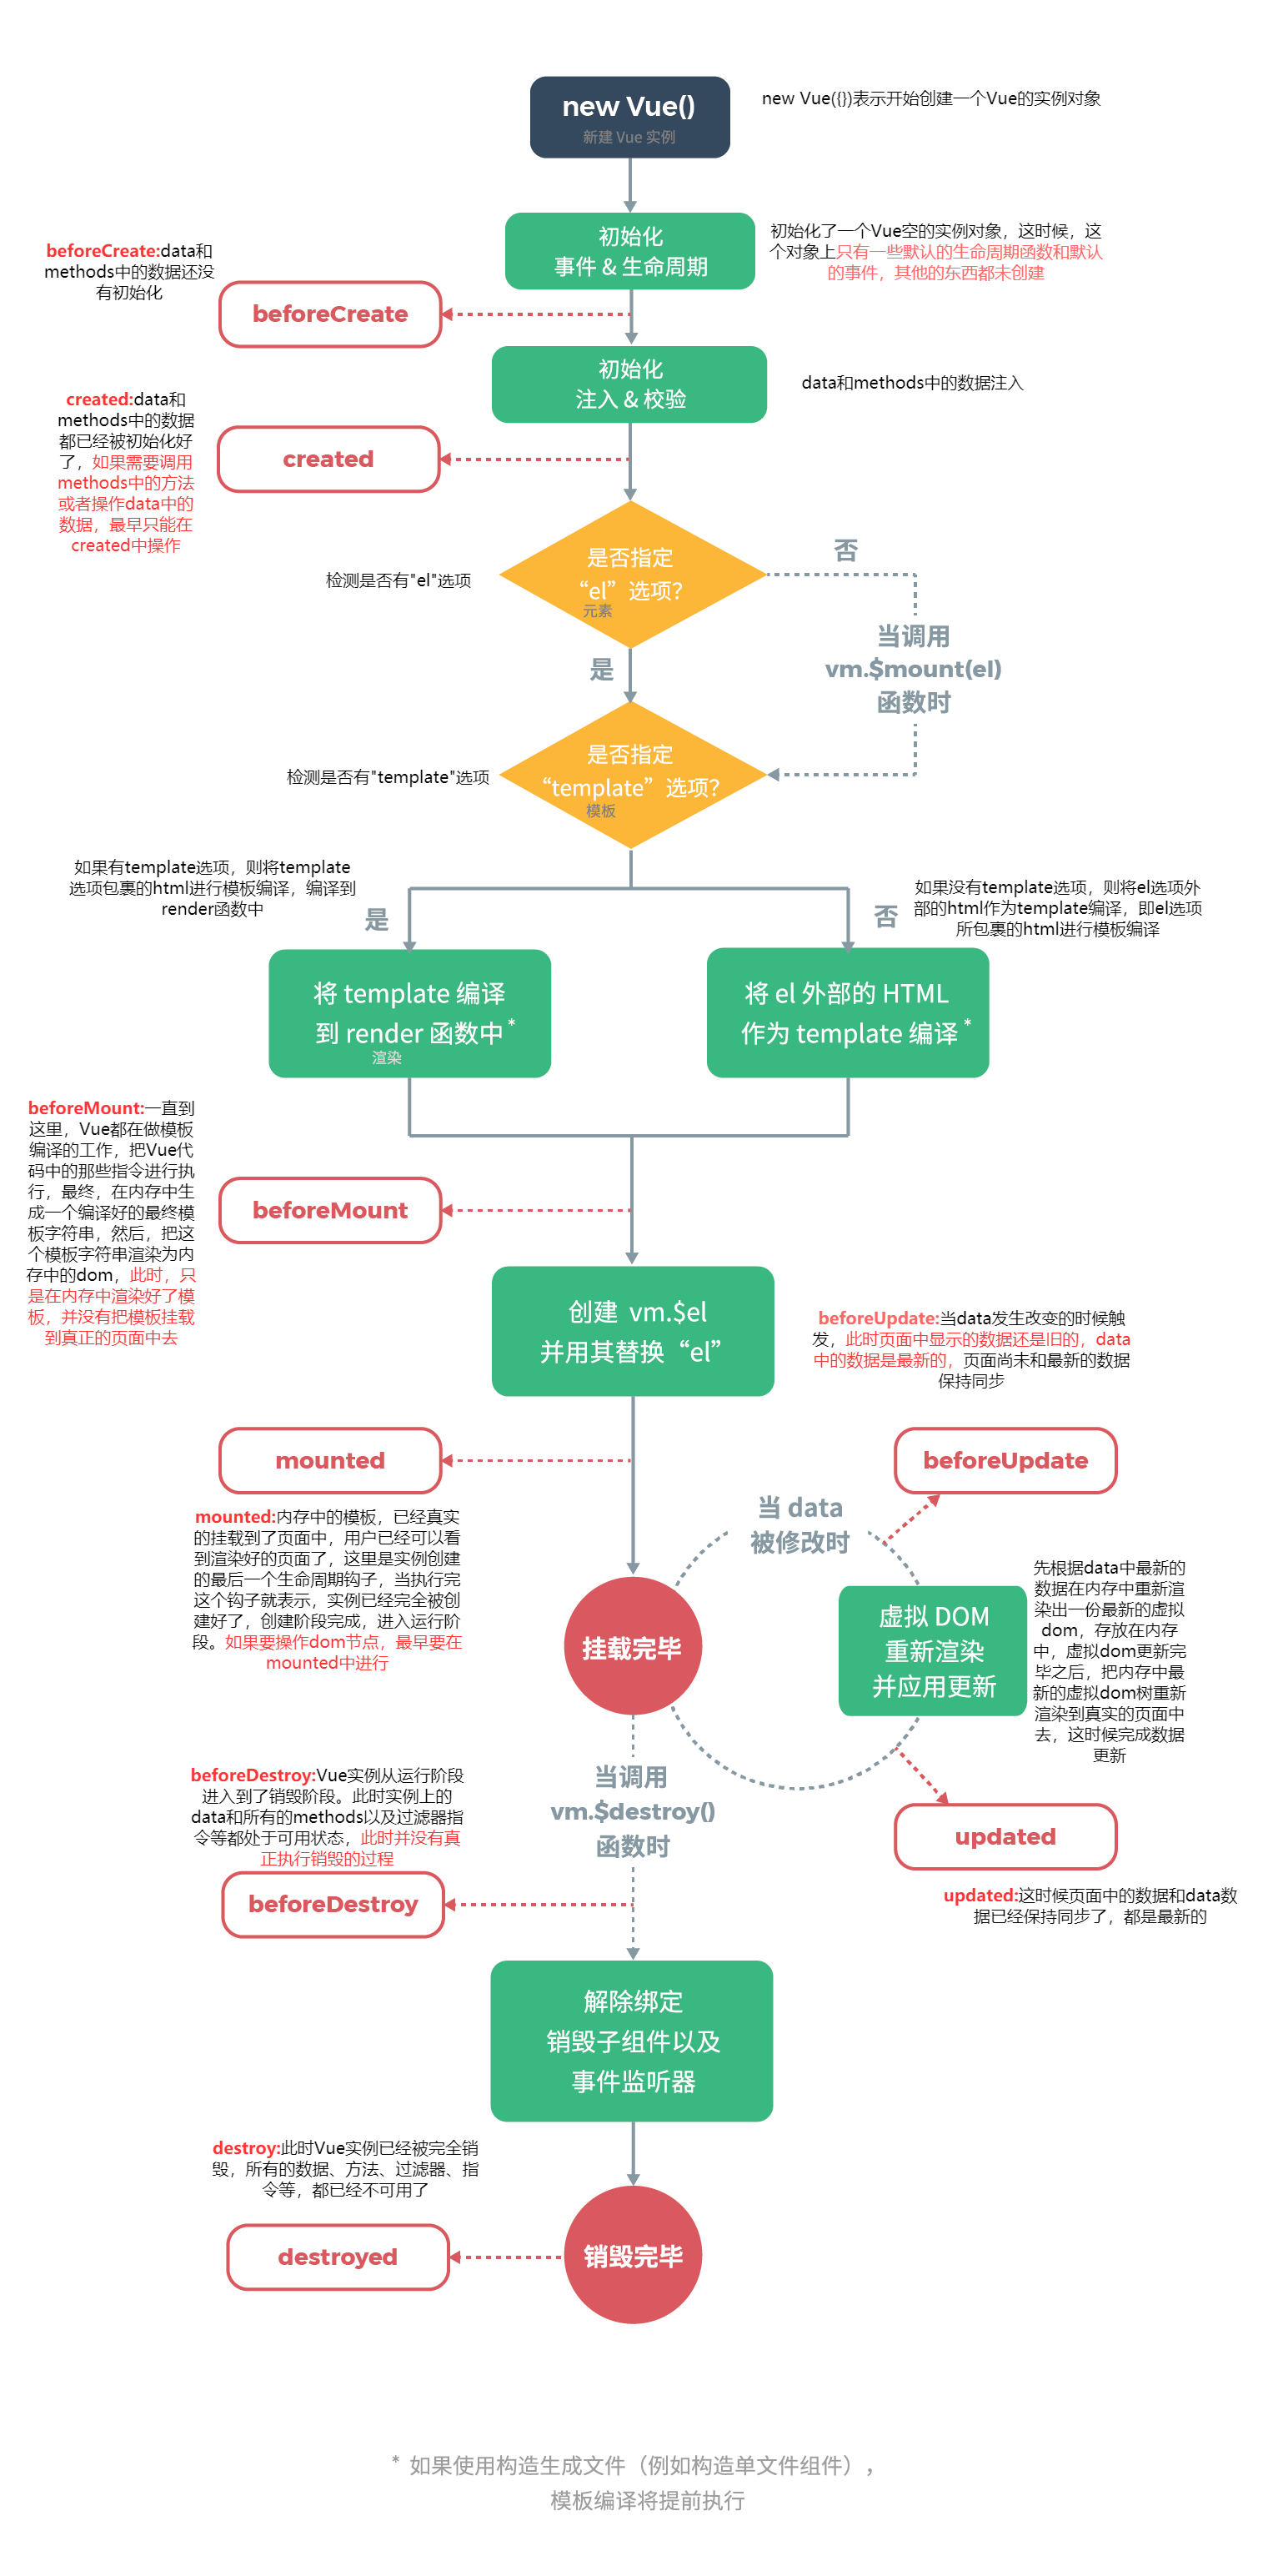 new Vue()
新建 Vue 实例
new Vue({})表示开始创建一个Vue的实例对象
初始化
事件 & 生命周期
初始化了一个Vue空的实例对象，这时候，这
个对象上只有一些默认的生命周期函数和默认
的事件，其他的东西都未创建
beforeCreate:data和
methods中的数据还没
有初始化
beforeCreate
初始化
注入 & 校验
data和methods中的数据注入
created:data和
methods中的数据
都已经被初始化好
了，如果需要调用
methods中的方法
或者操作data中的
数据，最早只能在
created中操作
created
是否指定
“el”选项？
元素
检测是否有"el"选项
否
当调用
vm.$mount(el)
函数时
是
是否指定
“template”选项？
模板
检测是否有"template"选项
如果有template选项，则将template
选项包裹的html进行模板编译，编译到
render函数中
是
否
如果没有template选项，则将el选项外
部的html作为template编译，即el选项
所包裹的html进行模板编译
将 template 编译
到 render 函数中*
渲染
将 el 外部的 HTML
作为 template 编译*
beforeMount:一直到
这里，Vue都在做模板
编译的工作，把Vue代
码中的那些指令进行执
行，最终，在内存中生
成一个编译好的最终模
板字符串，然后，把这
个模板字符串渲染为内
存中的dom，此时，只
是在内存中渲染好了模
板，并没有把模板挂载
到真正的页面中去
beforeMount
创建 vm.$el
并用其替换“el”
beforeUpdate:当data发生改变的时候触
发，此时页面中显示的数据还是旧的，data
中的数据是最新的，页面尚未和最新的数据
保持同步
mounted
beforeUpdate
mounted:内存中的模板，已经真实
的挂载到了页面中，用户已经可以看
到渲染好的页面了，这里是实例创建
的最后一个生命周期钩子，当执行完
这个钩子就表示，实例已经完全被创
建好了，创建阶段完成，进入运行阶
段。如果要操作dom节点，最早要在
mounted中进行
当 data
被修改时
挂载完毕
虚拟 DOM
重新渲染
并应用更新
先根据data中最新的
数据在内存中重新渲
染出一份最新的虚拟
dom，存放在内存
中，虚拟dom更新完
毕之后，把内存中最
新的虚拟dom树重新
渲染到真实的页面中
去，这时候完成数据
更新
beforeDestroy:Vue实例从运行阶段
进入到了销毁阶段。此时实例上的
data和所有的methods以及过滤器指
令等都处于可用状态，此时并没有真
正执行销毁的过程
当调用
vm.$destroy()
函数时
updated
updated:这时候页面中的数据和data数
据已经保持同步了，都是最新的
beforeDestroy
解除绑定
销毁子组件以及
事件监听器
destroy:此时Vue实例已经被完全销
毁，所有的数据、方法、过滤器、指
令等，都已经不可用了
destroyed
销毁完毕
* 如果使用构造生成文件（例如构造单文件组件），
模板编译将提前执行